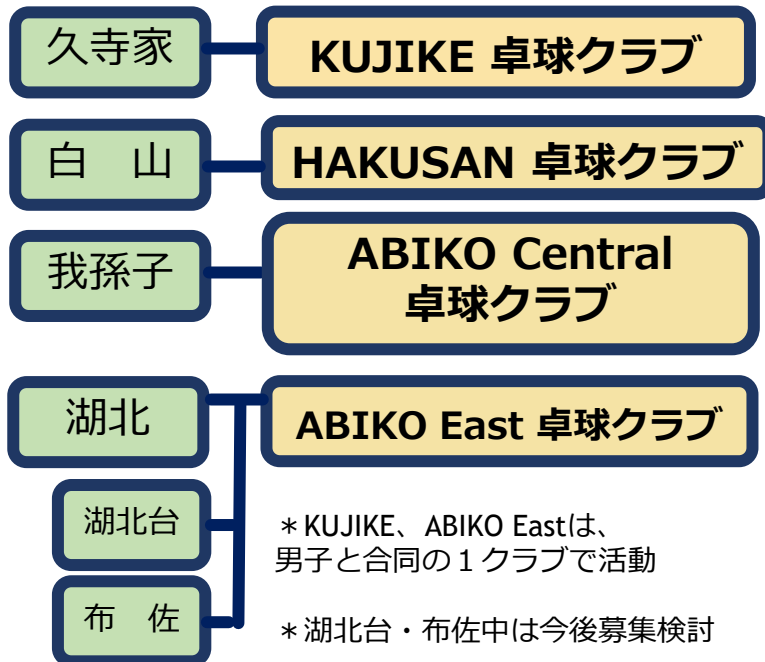 久寺家
KUJIKE 卓球クラブ
白　山
HAKUSAN 卓球クラブ
我孫子
ABIKO Central
卓球クラブ
湖北
ABIKO East 卓球クラブ
湖北台
布　佐
＊KUJIKE、ABIKO Eastは、
男子と合同の１クラブで活動
＊湖北台・布佐中は今後募集検討